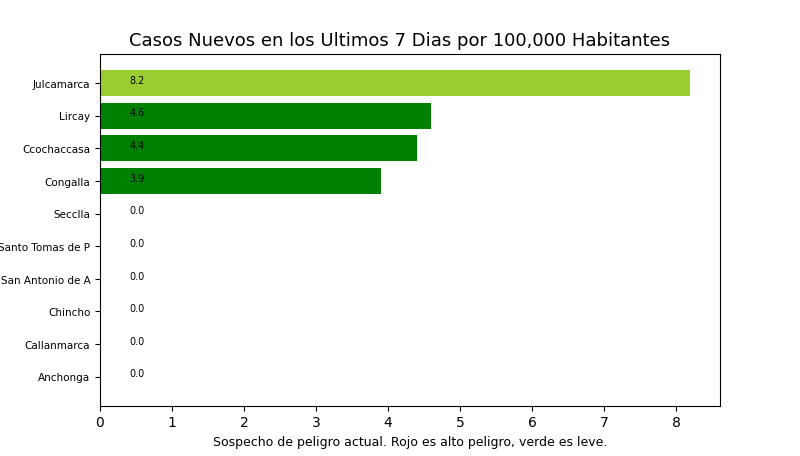 Casos Nuevos en los Ultimos 7 Dias por 100,000 Habitantes
Julcamarca 8.2
Lircay 4.6
Ccochaccasa 4.4
Congalla 3.9
Secclla 0.0
Santo Tomas de P 0.0
San Antonio de A 0.0
Chincho 0.0
Callanmarca 0.0
Anchonga 0.0
0 1 2 3 4 5 6 7 8
Sospecho de peligro actual. Rojo es alto peligro, verde es leve.